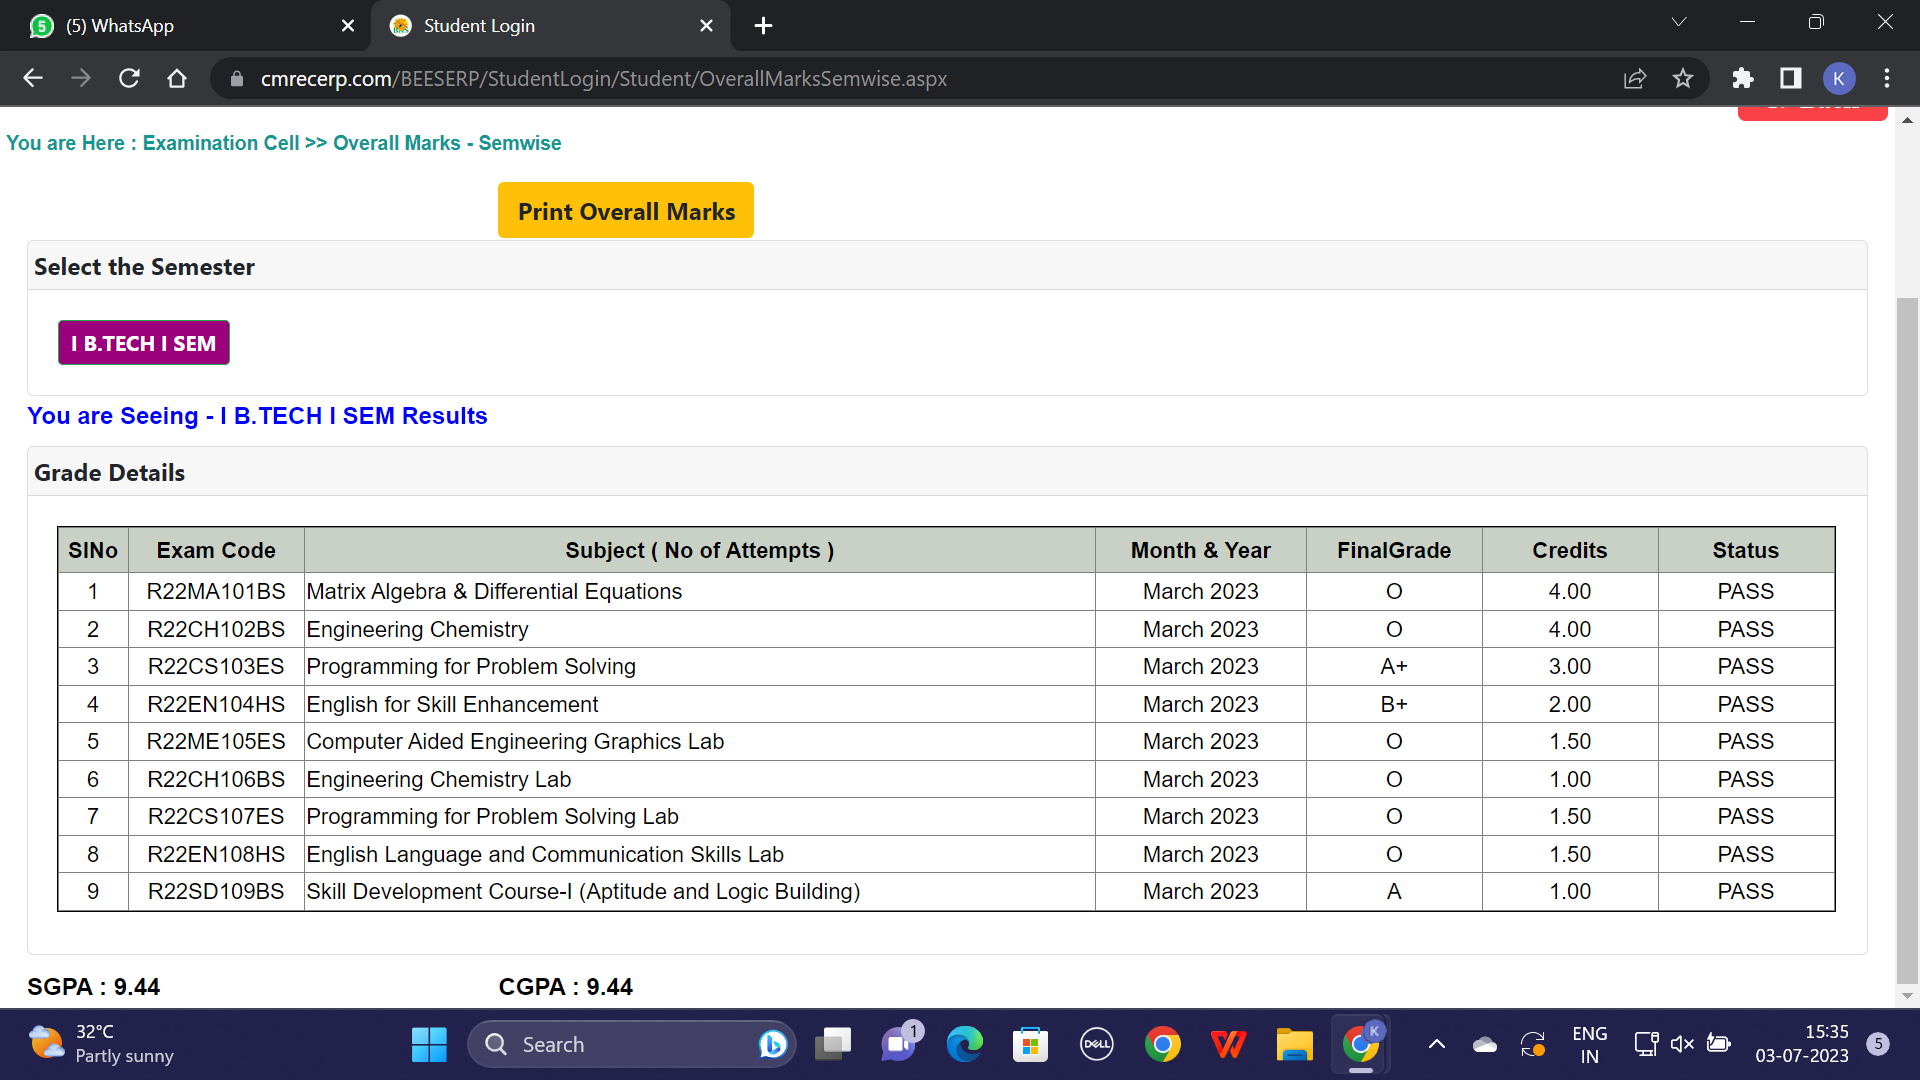 (5) WhatsApp
Student Login
cmrecerp.com/BEESERP/StudentLogin/Student/OverallMarksSemwise.aspx
K
You are Here : Examination Cell >> Overall Marks - Semwise
Print Overall Marks
Select the Semester
I B.TECH I SEM
You are Seeing - I B.TECH I SEM Results
Grade Details
SlNo Exam Code Subject ( No of Attempts ) Month & Year FinalGrade Credits Status
1 R22MA101BS Matrix Algebra & Differential Equations March 2023 O 4.00 PASS
2 R22CH102BS Engineering Chemistry March 2023 O 4.00 PASS
3 R22CS103ES Programming for Problem Solving March 2023 A+ 3.00 PASS
4 R22EN104HS English for Skill Enhancement March 2023 B+ 2.00 PASS
5 R22ME105ES Computer Aided Engineering Graphics Lab March 2023 O 1.50 PASS
6 R22CH106BS Engineering Chemistry Lab March 2023 O 1.00 PASS
7 R22CS107ES Programming for Problem Solving Lab March 2023 O 1.50 PASS
8 R22EN108HS English Language and Communication Skills Lab March 2023 O 1.50 PASS
9 R22SD109BS Skill Development Course-I (Aptitude and Logic Building) March 2023 A 1.00 PASS
SGPA : 9.44 CGPA : 9.44
32°C
Partly sunny
Search
1
DELL
K
ENG
IN
15:35
03-07-2023
5